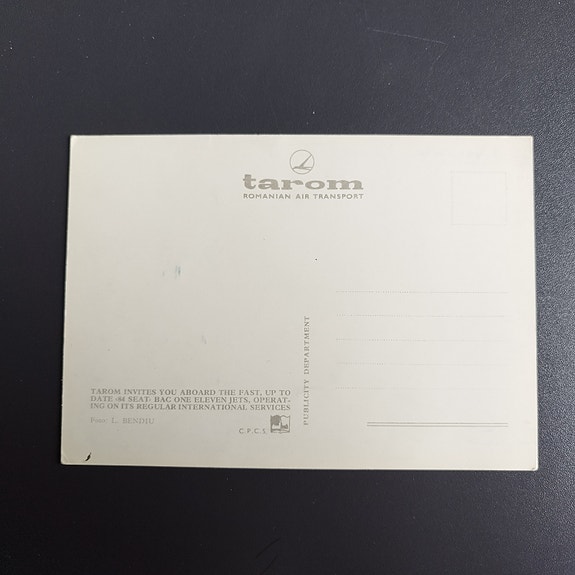 tarom
ROMANIAN AIR TRANSPORT
TAROM INVITES YOU ABOARD THE FAST, UP TO
DATE -84 SEAT- BAC ONE ELEVEN JETS, OPERAT-
ING ON ITS REGULAR INTERNATIONAL SERVICES
Foto: L. BENDIU
C.P.C.S.
PUBLICITY DEPARTMENT